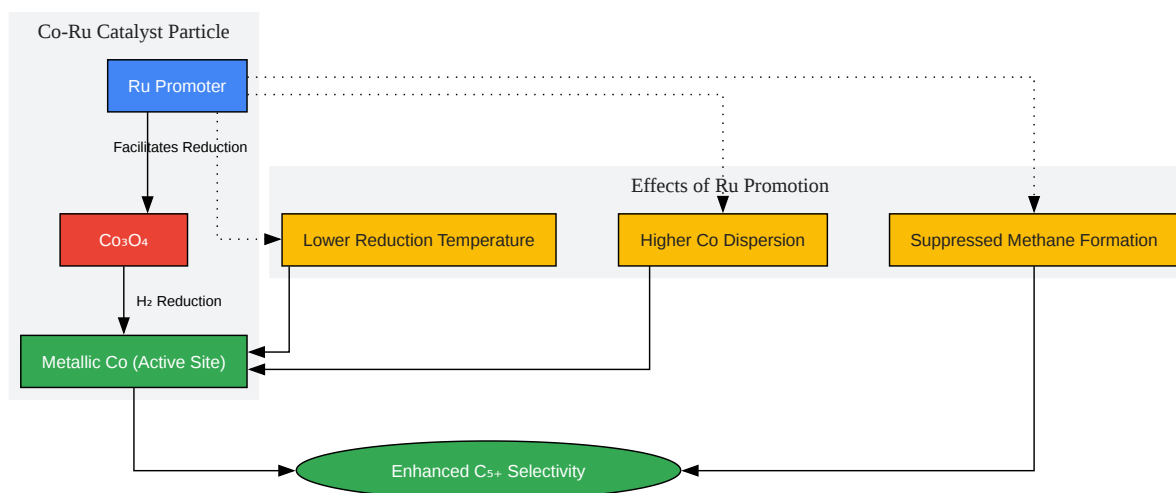 Co-Ru Catalyst Particle
Ru Promoter
Facilitates Reduction
Effects of Ru Promotion
Co₃O₄
Lower Reduction Temperature
Higher Co Dispersion
Suppressed Methane Formation
H₂ Reduction
Metallic Co (Active Site)
Enhanced C₅₊ Selectivity